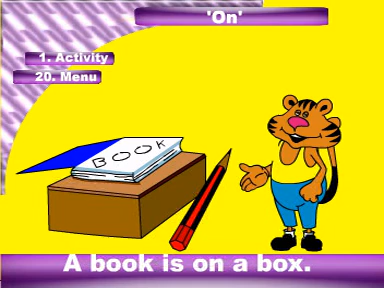 'On'
1. Activity
20. Menu
BOOK
A book is on a box.